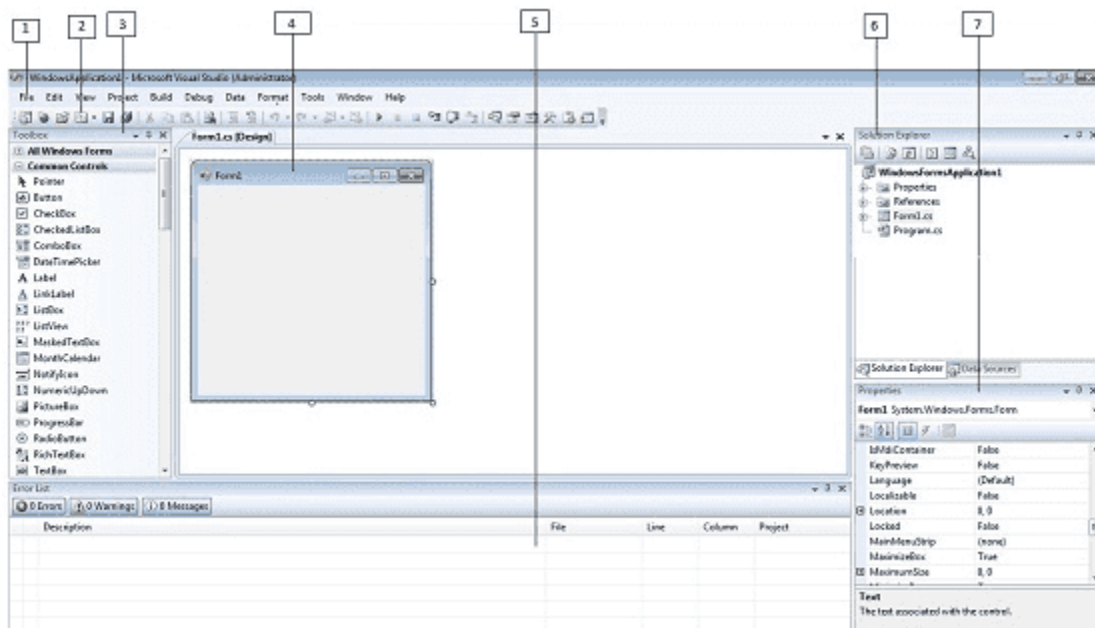 1 2 3 4 5 6 7
WindowsApplication1 - Microsoft Visual Studio (Administrator)
File Edit View Project Build Debug Data Format Tools Window Help
Toolbox
All Windows Forms
Common Controls
Pointer
Button
CheckBox
CheckedListBox
ComboBox
DateTimePicker
Label
LinkLabel
ListBox
ListView
MaskedTextBox
MonthCalendar
NotifyIcon
NumericUpDown
PictureBox
ProgressBar
RadioButton
RichTextBox
TextBox
Form1.cs [Design]
Form1
Solution Explorer
WindowsFormsApplication1
Properties
References
Form1.cs
Program.cs
Solution Explorer Data Sources
Properties
Form1 System.Windows.Forms.Form
IsMdiContainer False
KeyPreview False
Language (Default)
Localizable False
Location 0, 0
Locked False
MainMenuStrip (none)
MaximizeBox True
MaximumSize 0, 0
Text
The text associated with the control.
Error List
0 Errors 0 Warnings 0 Messages
Description File Line Column Project